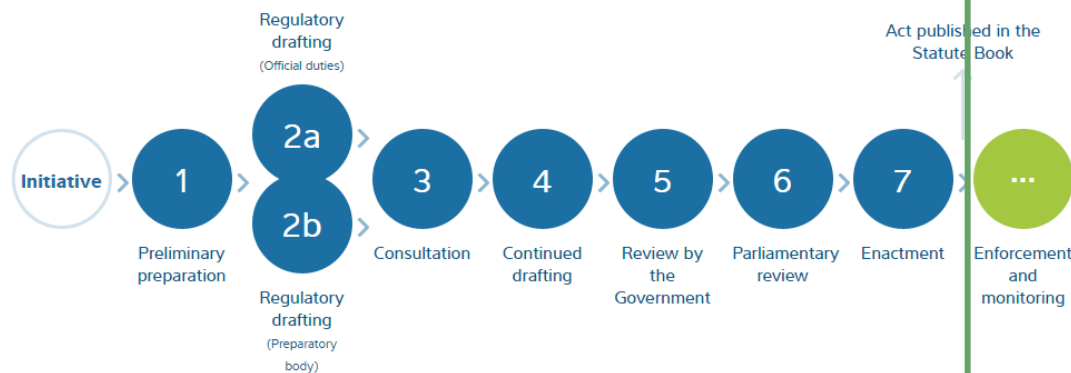 Regulatory
drafting
(Official duties)
Act published in the
Statute Book
Initiative
1
2a
2b
3
4
5
6
7
...
Preliminary
preparation
Regulatory
drafting
(Preparatory
body)
Consultation
Continued
drafting
Review by
the
Government
Parliamentary
review
Enactment
Enforcement
and
monitoring